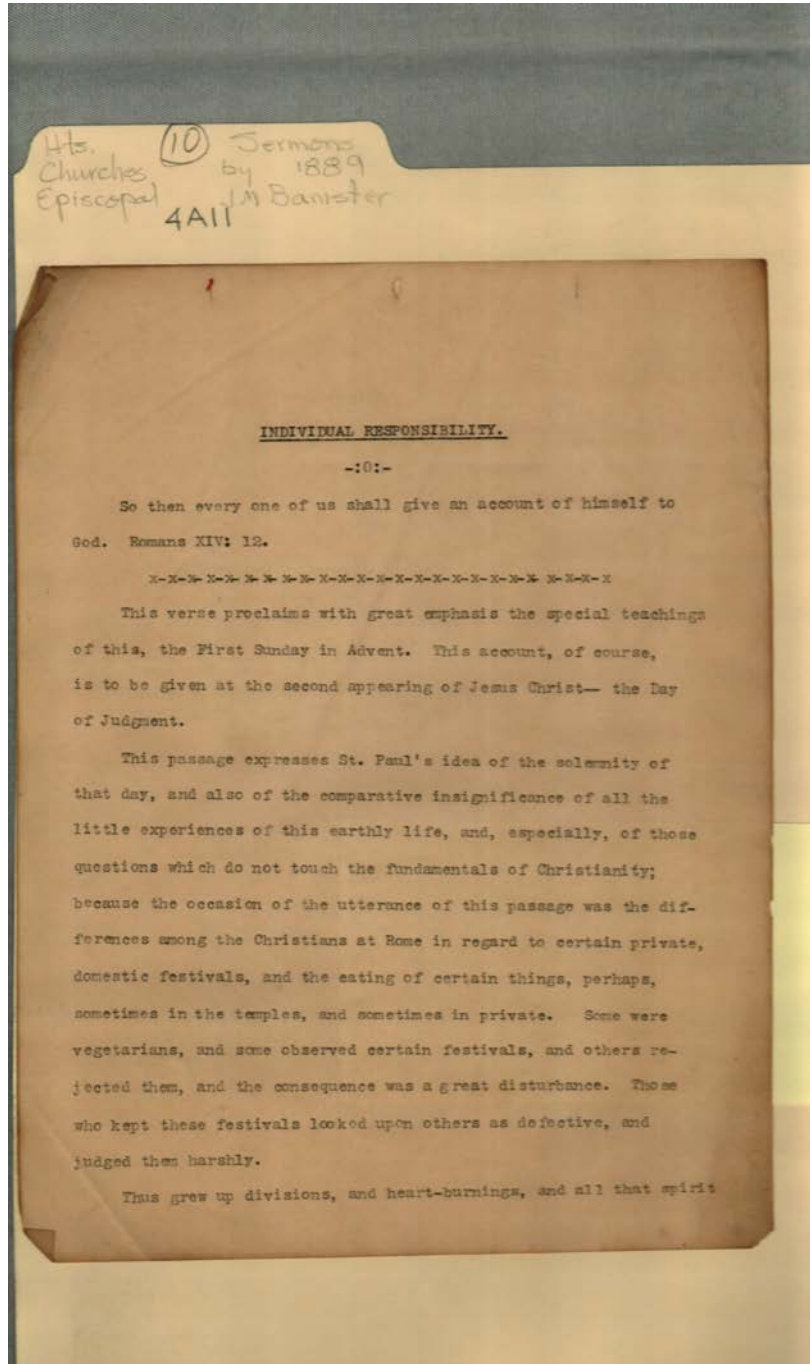 Hts. (10) Sermons
Churches by 1889
Episcopal J M Banister
4A11
INDIVIDUAL RESPONSIBILITY.
-:0:-
So then every one of us shall give an account of himself to
God. Romans XIV: 12.
x-x-x- x-x- x- x- x- x-x-x-x-x-x-x-x-x-x-x-x-x- x-x-x-x
This verse proclaims with great emphasis the special teachings
of this, the First Sunday in Advent. This account, of course,
is to be given at the second appearing of Jesus Christ— the Day
of Judgment.
This passage expresses St. Paul's idea of the solemnity of
that day, and also of the comparative insignificance of all the
little experiences of this earthly life, and, especially, of those
questions which do not touch the fundamentals of Christianity;
because the occasion of the utterance of this passage was the dif-
ferences among the Christians at Rome in regard to certain private,
domestic festivals, and the eating of certain things, perhaps,
sometimes in the temples, and sometimes in private. Some were
vegetarians, and some observed certain festivals, and others re-
jected them, and the consequence was a great disturbance. Those
who kept these festivals looked upon others as defective, and
judged them harshly.
Thus grew up divisions, and heart-burnings, and all that spirit